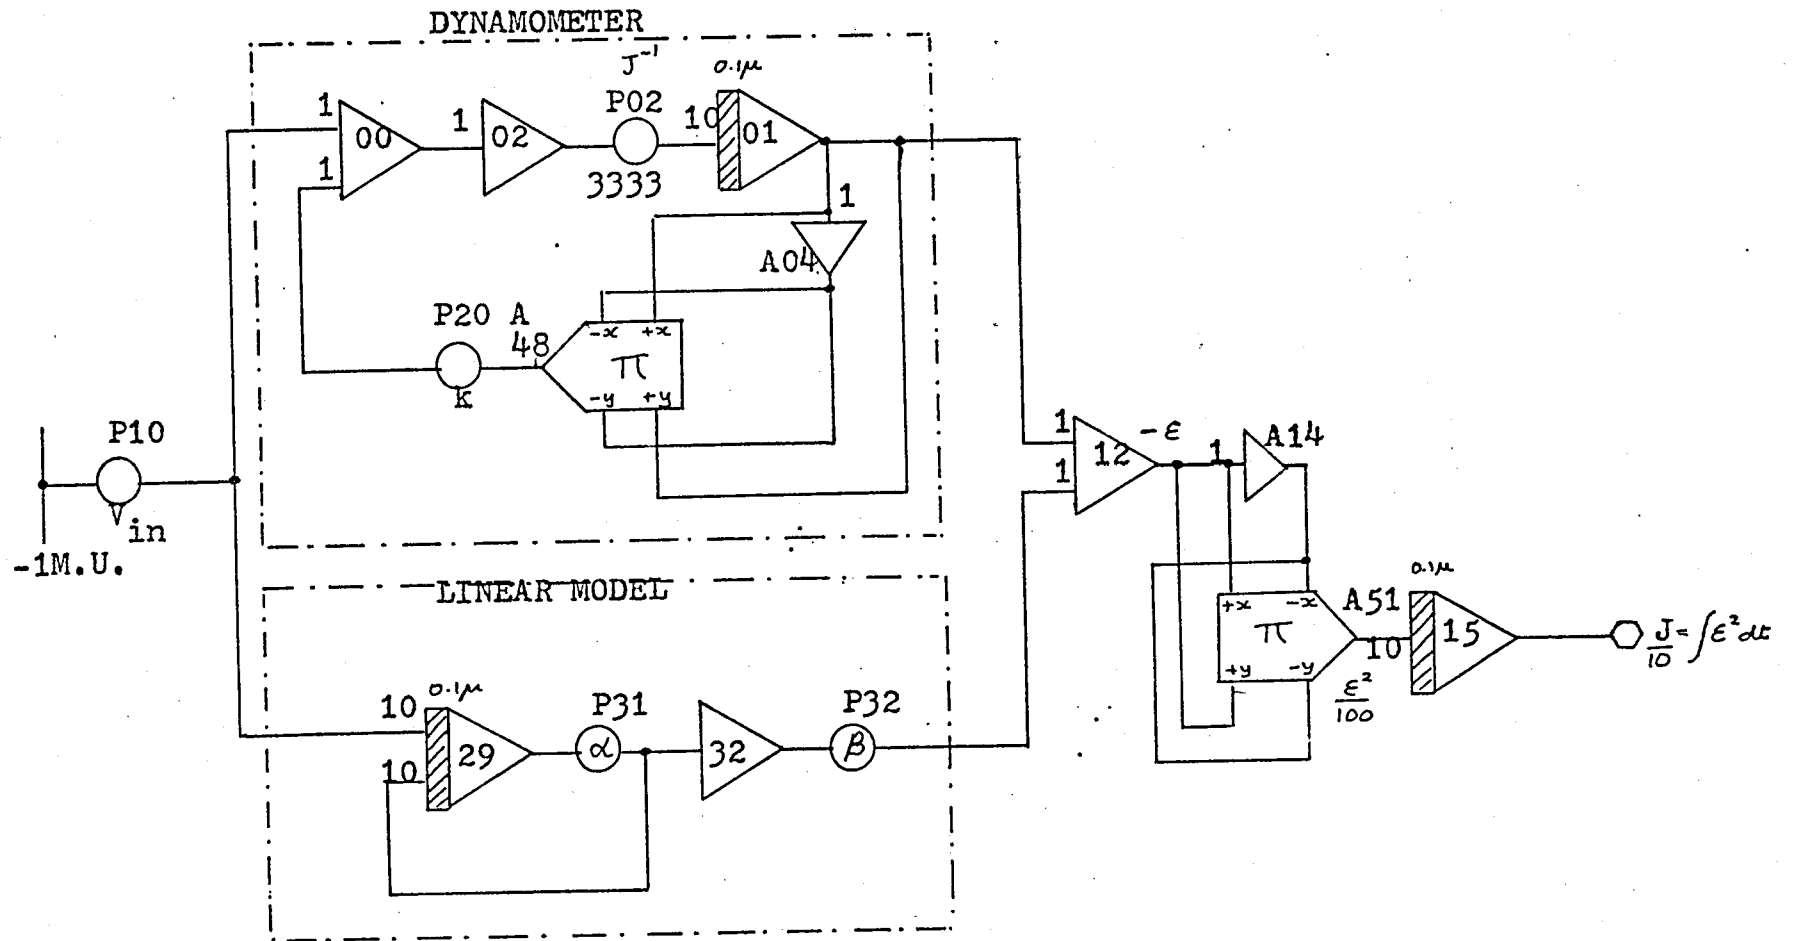 DYNAMOMETER
J⁻¹
0.1μ
P02
1
00
1
02
10
01
1
3333
1
A04
P20
A
48
-x +x
π
-y +y
K
P10
V in
-1M.U.
1
12
-ε
1
A14
1
LINEAR MODEL
0.1μ
+x -x
A51
π
10
15
J/10 = ∫ε²dt
+y -y
ε²/100
10
0.1μ
P31
P32
29
α
32
β
10